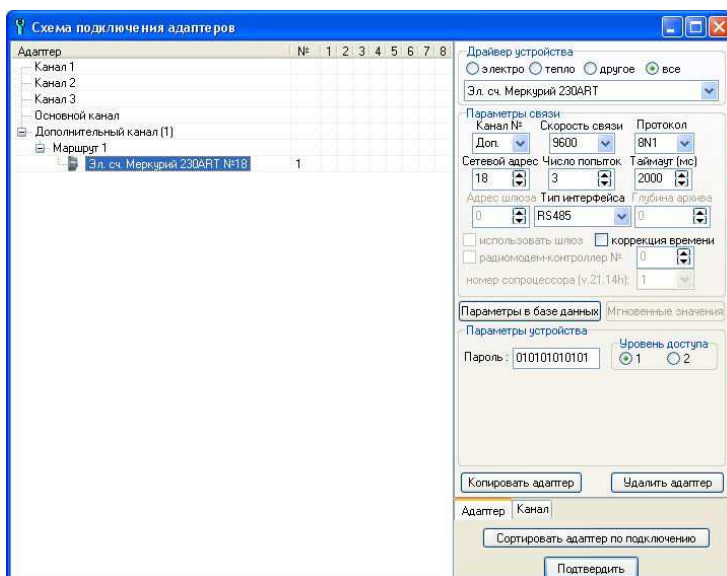 Схема подключения адаптеров
Адаптер № 1 2 3 4 5 6 7 8
Канал 1
Канал 2
Канал 3
Основной канал
Дополнительный канал (1)
Маршрут 1
Эл. сч. Меркурий 230ART №18 1
Драйвер устройства
электро тепло другое все
Эл. сч. Меркурий 230ART
Параметры связи
Канал № Скорость связи Протокол
Доп. 9600 8N1
Сетевой адрес Число попыток Таймаут (мс)
18 3 2000
Адрес шлюза Тип интерфейса Глубина архива
0 RS485 0
использовать шлюз коррекция времени
радиомодем-контроллер № 0
номер сопроцессора (v.21.14h): 1
Параметры в базе данных Мгновенные значения
Параметры устройства
Уровень доступа
Пароль : 010101010101 1 2
Копировать адаптер Удалить адаптер
Адаптер Канал
Сортировать адаптер по подключению
Подтвердить